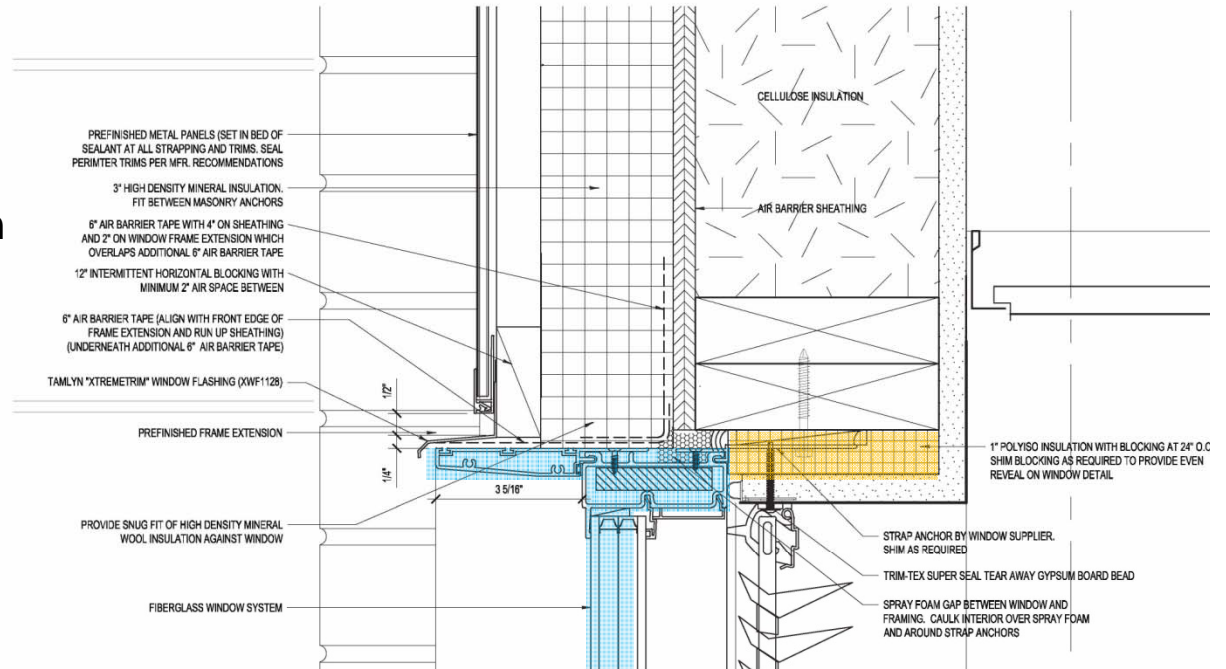 CELLULOSE INSULATION
PREFINISHED METAL PANELS (SET IN BED OF
SEALANT AT ALL STRAPPING AND TRIMS. SEAL
PERIMTER TRIMS PER MFR. RECOMMENDATIONS
3" HIGH DENSITY MINERAL INSULATION.
FIT BETWEEN MASONRY ANCHORS
AIR BARRIER SHEATHING
6" AIR BARRIER TAPE WITH 4" ON SHEATHING
AND 2" ON WINDOW FRAME EXTENSION WHICH
OVERLAPS ADDITIONAL 6" AIR BARRIER TAPE
12" INTERMITTENT HORIZONTAL BLOCKING WITH
MINIMUM 2" AIR SPACE BETWEEN
6" AIR BARRIER TAPE (ALIGN WITH FRONT EDGE OF
FRAME EXTENSION AND RUN UP SHEATHING)
(UNDERNEATH ADDITIONAL 6" AIR BARRIER TAPE)
TAMLYN "XTREMETRIM" WINDOW FLASHING (XWF1128)
1/2"
PREFINISHED FRAME EXTENSION
1/4"
3 5/16"
1" POLYISO INSULATION WITH BLOCKING AT 24" O.C
SHIM BLOCKING AS REQUIRED TO PROVIDE EVEN
REVEAL ON WINDOW DETAIL
PROVIDE SNUG FIT OF HIGH DENSITY MINERAL
WOOL INSULATION AGAINST WINDOW
STRAP ANCHOR BY WINDOW SUPPLIER.
SHIM AS REQUIRED
TRIM-TEX SUPER SEAL TEAR AWAY GYPSUM BOARD BEAD
FIBERGLASS WINDOW SYSTEM
SPRAY FOAM GAP BETWEEN WINDOW AND
FRAMING. CAULK INTERIOR OVER SPRAY FOAM
AND AROUND STRAP ANCHORS